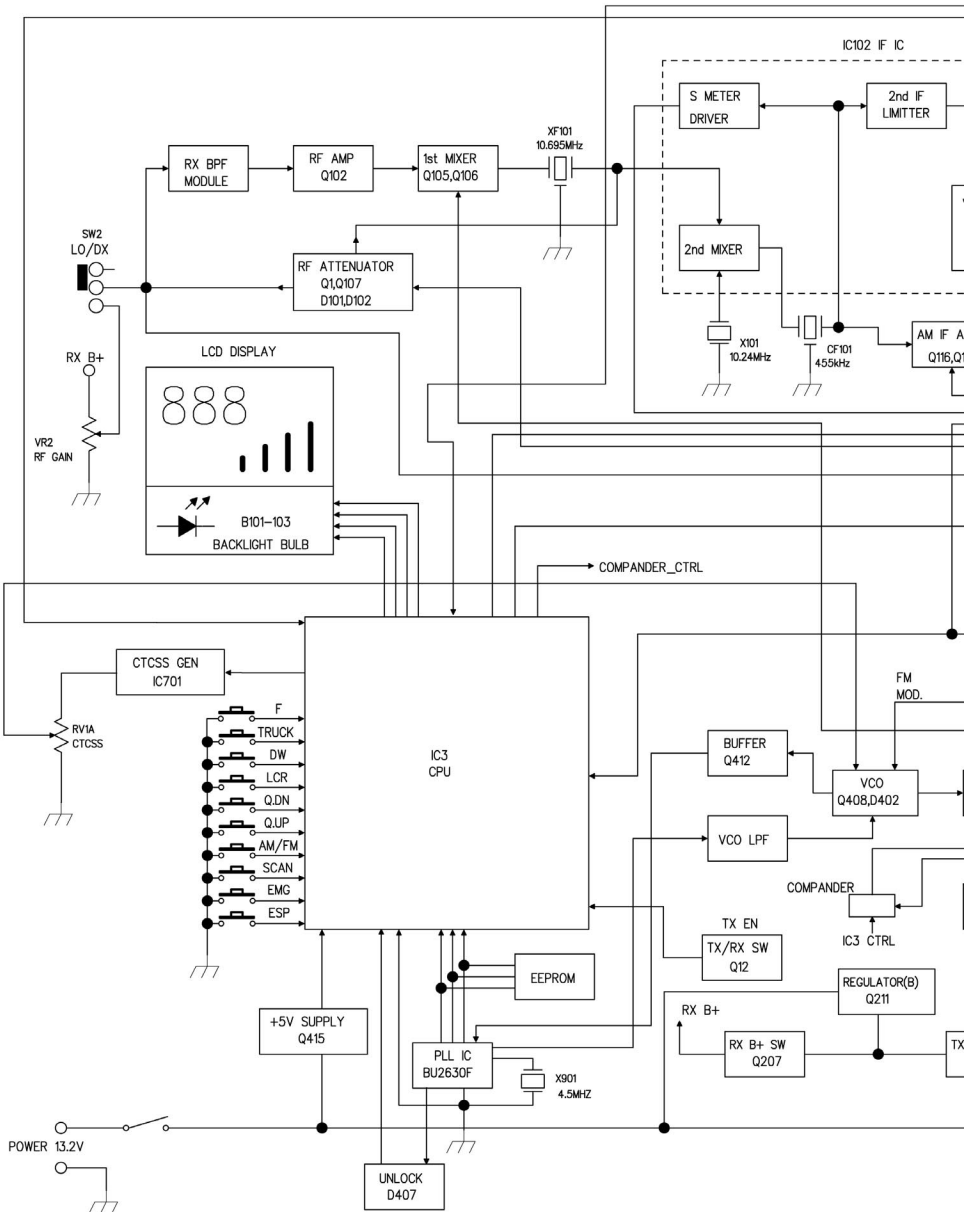 IC102 IF IC
S METER
DRIVER
2nd IF
LIMITTER
XF101
10.695MHz
RX BPF
MODULE
RF AMP
Q102
1st MIXER
Q105,Q106
SW2
LO/DX
2nd MIXER
RF ATTENUATOR
Q1,Q107
D101,D102
X101
10.24MHz
CF101
455kHz
AM IF A
Q116,Q1
RX B+
LCD DISPLAY
888
VR2
RF GAIN
B101-103
BACKLIGHT BULB
COMPANDER_CTRL
CTCSS GEN
IC701
RV1A
CTCSS
F
TRUCK
DW
LCR
Q.DN
Q.UP
AM/FM
SCAN
EMG
ESP
IC3
CPU
FM
MOD.
BUFFER
Q412
VCO
Q408,D402
VCO LPF
COMPANDER
IC3 CTRL
TX EN
TX/RX SW
Q12
EEPROM
REGULATOR(B)
Q211
+5V SUPPLY
Q415
RX B+
RX B+ SW
Q207
TX
PLL IC
BU2630F
X901
4.5MHZ
POWER 13.2V
UNLOCK
D407